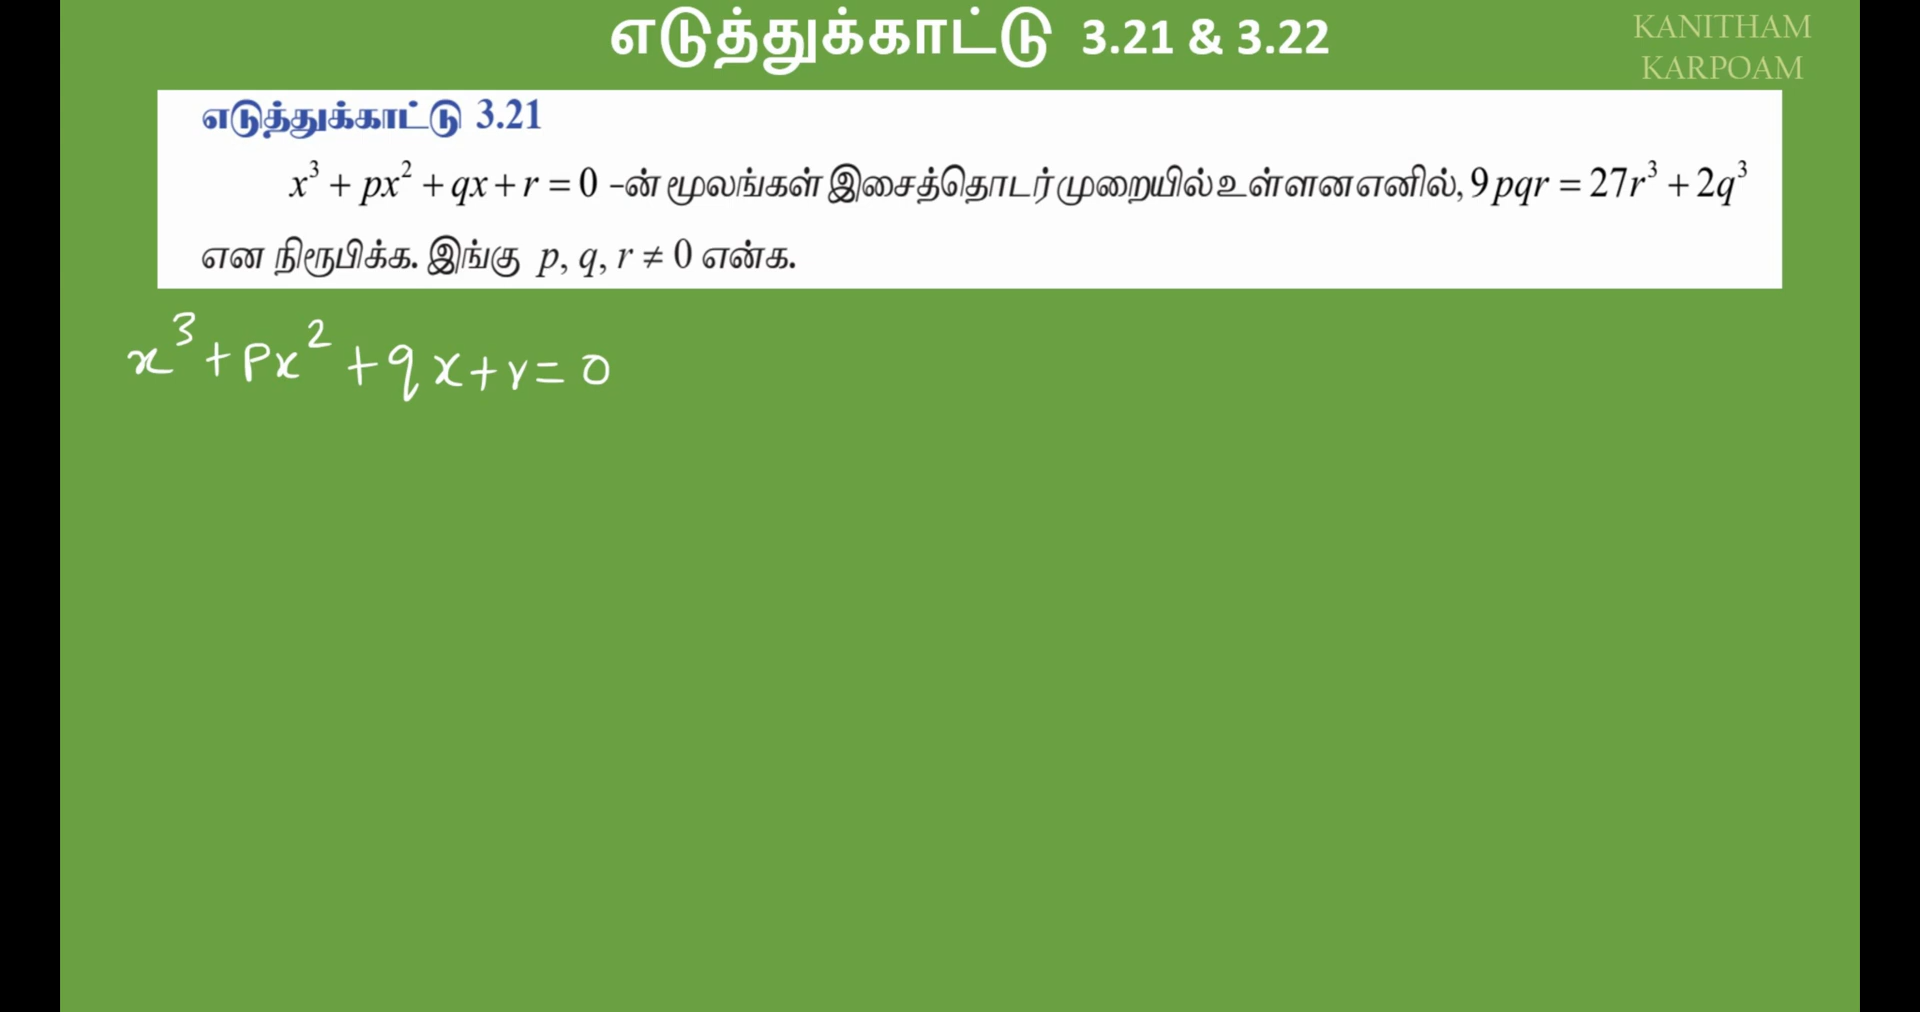 எடுத்துக்காட்டு 3.21 & 3.22
KANITHAM
KARPOAM
எடுத்துக்காட்டு 3.21
x³ + px² + qx + r = 0 -ன் மூலங்கள் இசைத்தொடர் முறையில் உள்ளன எனில், 9pqr = 27r³ + 2q³
என நிரூபிக்க. இங்கு p, q, r ≠ 0 என்க.
x³ + px² + qx + r = 0